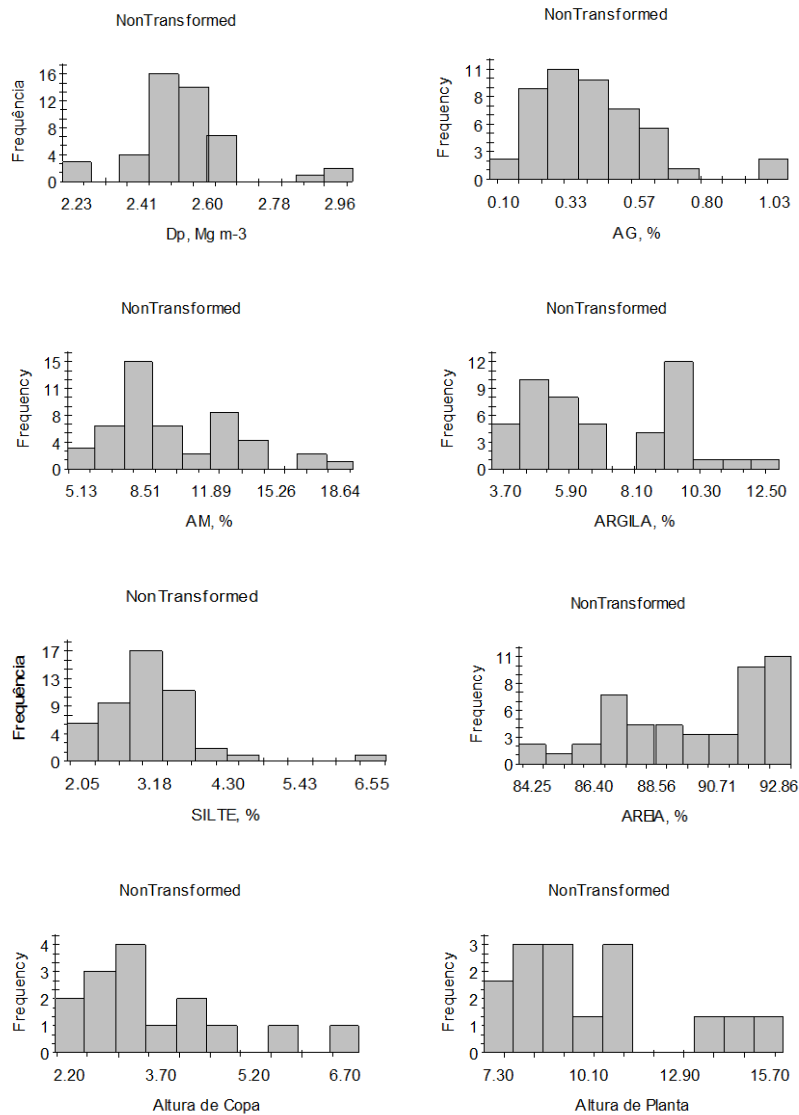 NonTransformed
Frequência
16
12
8
4
0
2.23 2.41 2.60 2.78 2.96
Dp, Mg m-3
NonTransformed
Frequency
11
8
6
3
0
0.10 0.33 0.57 0.80 1.03
AG, %
NonTransformed
Frequency
15
11
8
4
0
5.13 8.51 11.89 15.26 18.64
AM, %
NonTransformed
Frequency
12
9
6
3
0
3.70 5.90 8.10 10.30 12.50
ARGILA, %
NonTransformed
Frequência
17
13
9
4
0
2.05 3.18 4.30 5.43 6.55
SILTE, %
NonTransformed
Frequency
11
8
6
3
0
84.25 86.40 88.56 90.71 92.86
AREIA, %
NonTransformed
Frequency
4
3
2
1
0
2.20 3.70 5.20 6.70
Altura de Copa
NonTransformed
Frequency
3
2
2
1
0
7.30 10.10 12.90 15.70
Altura de Planta